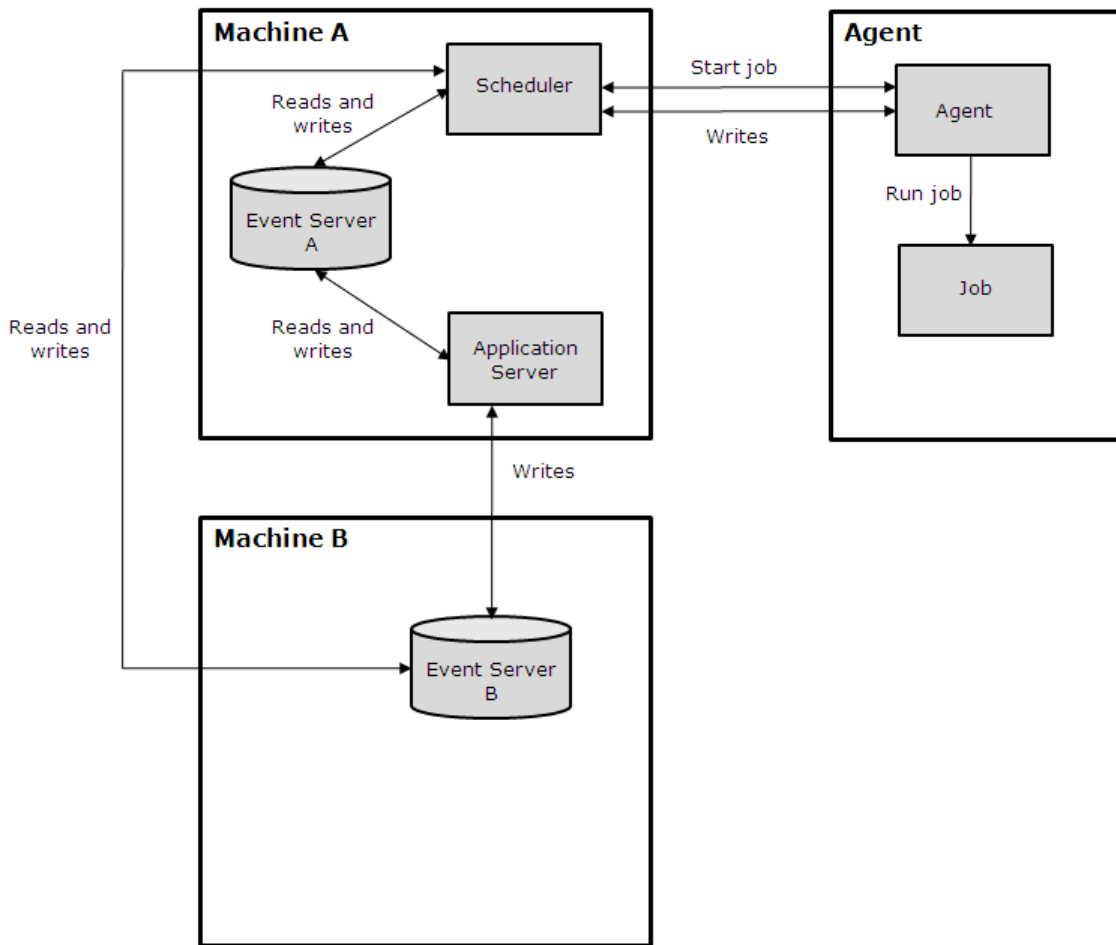 Machine A
Agent
Scheduler
Start job
Agent
Reads and
writes
Writes
Run job
Event Server
A
Job
Reads and
writes
Reads and
writes
Application
Server
Writes
Machine B
Event Server
B